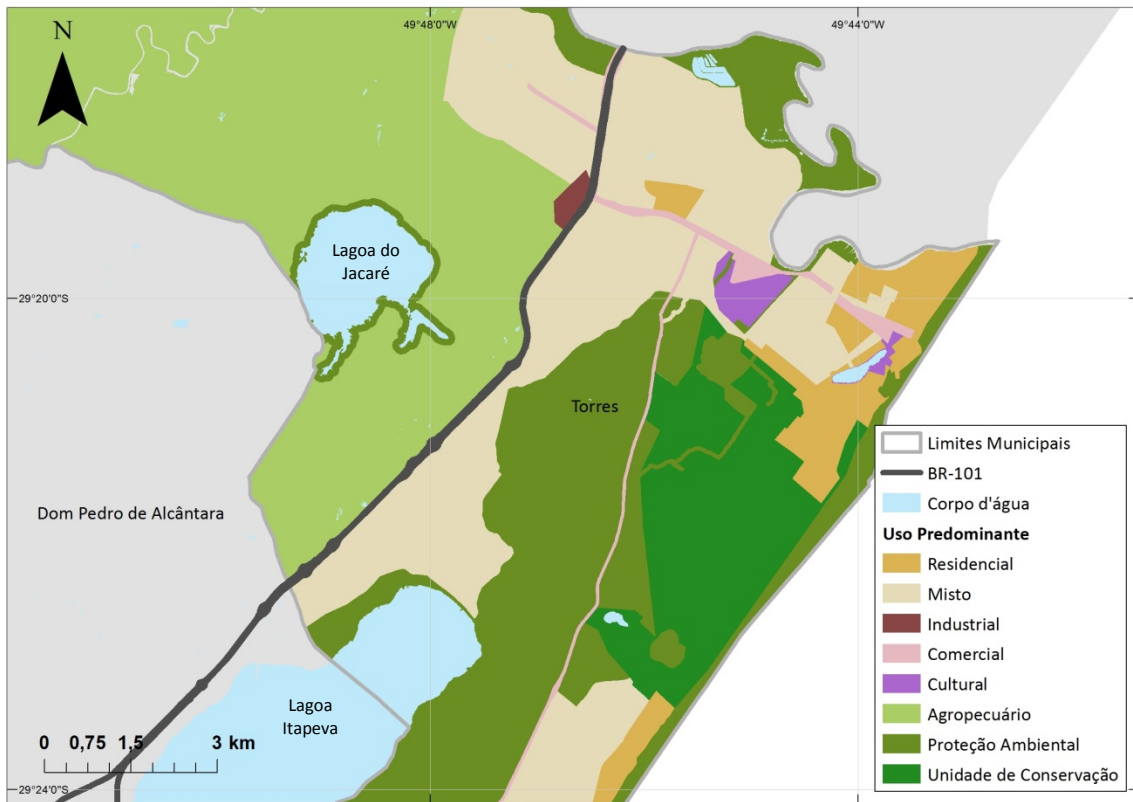 49°48'0"W
49°44'0"W
N
Lagoa do
Jacaré
29°20'0"S
Torres
Dom Pedro de Alcântara
Lagoa
Itapeva
0 0,75 1,5 3 km
29°24'0"S
Limites Municipais
BR-101
Corpo d'água
Uso Predominante
Residencial
Misto
Industrial
Comercial
Cultural
Agropecuário
Proteção Ambiental
Unidade de Conservação